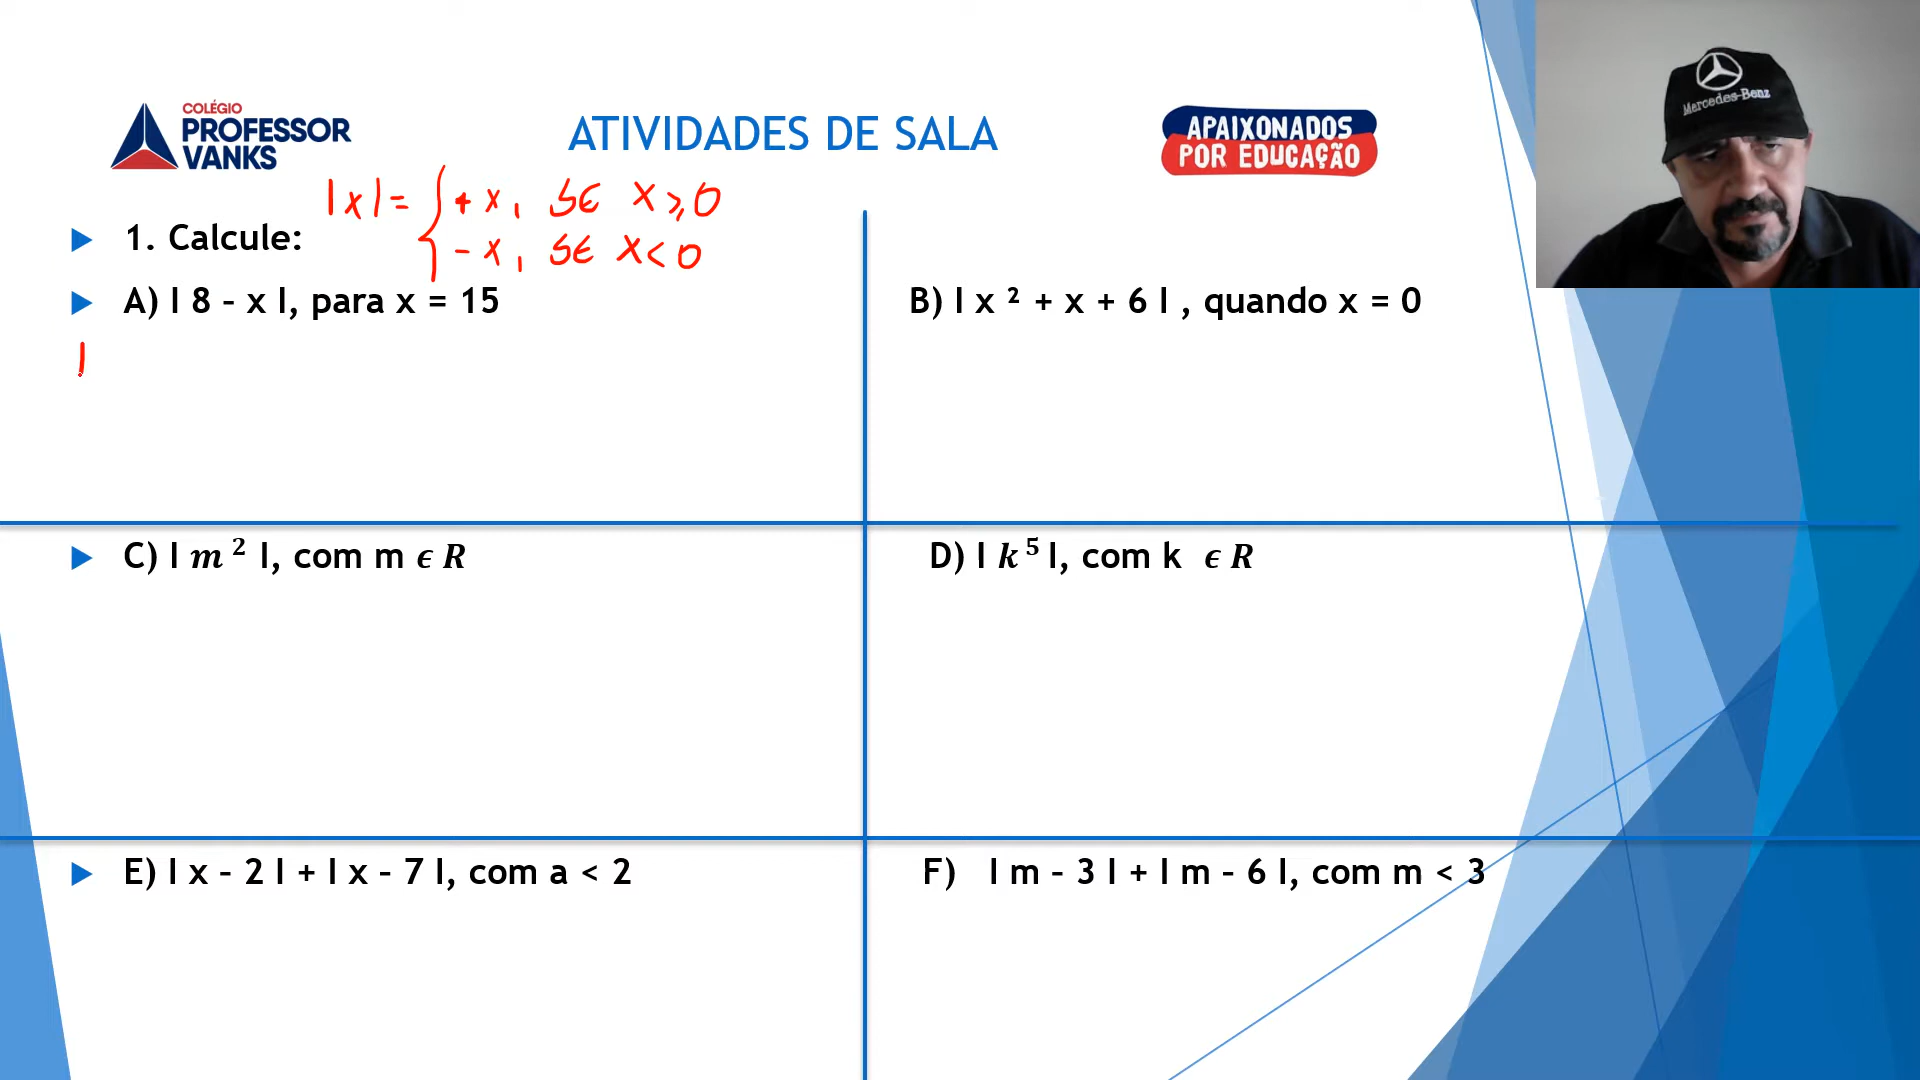 COLÉGIO
PROFESSOR
VANKS
ATIVIDADES DE SALA
APAIXONADOS
POR EDUCAÇÃO
Mercedes-Benz
|x| = { + x, SE x ⩾ 0
- x, SE x < 0
1. Calcule:
A) l 8 – x l, para x = 15
B) l x ² + x + 6 l , quando x = 0
|
C) l m ² l, com m ϵ R
D) l k ⁵ l, com k ϵ R
E) l x – 2 l + l x – 7 l, com a < 2
F) l m – 3 l + l m – 6 l, com m < 3